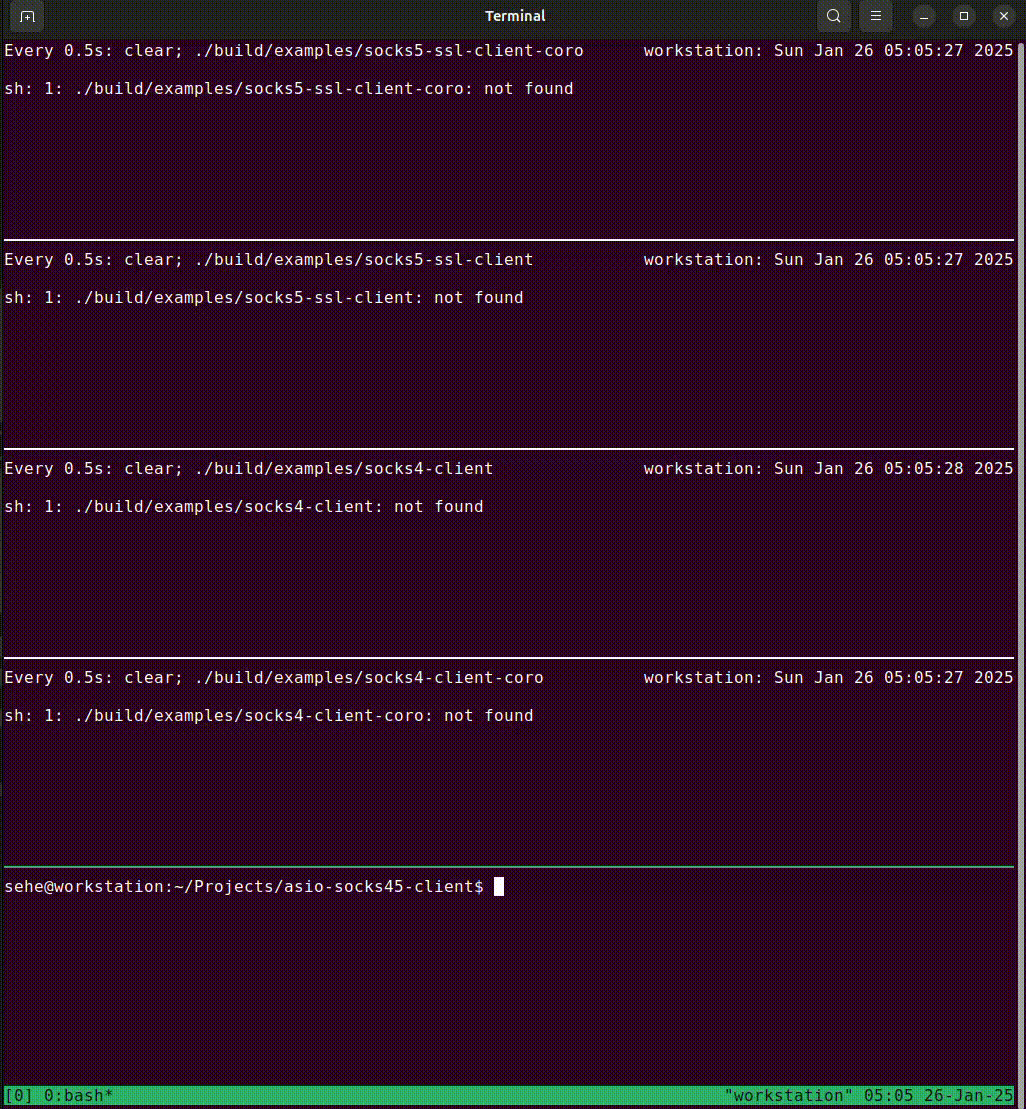 Terminal
Every 0.5s: clear; ./build/examples/socks5-ssl-client-coro workstation: Sun Jan 26 05:05:27 2025
sh: 1: ./build/examples/socks5-ssl-client-coro: not found
Every 0.5s: clear; ./build/examples/socks5-ssl-client workstation: Sun Jan 26 05:05:27 2025
sh: 1: ./build/examples/socks5-ssl-client: not found
Every 0.5s: clear; ./build/examples/socks4-client workstation: Sun Jan 26 05:05:28 2025
sh: 1: ./build/examples/socks4-client: not found
Every 0.5s: clear; ./build/examples/socks4-client-coro workstation: Sun Jan 26 05:05:27 2025
sh: 1: ./build/examples/socks4-client-coro: not found
sehe@workstation:~/Projects/asio-socks45-client$
[0] 0:bash* "workstation" 05:05 26-Jan-25